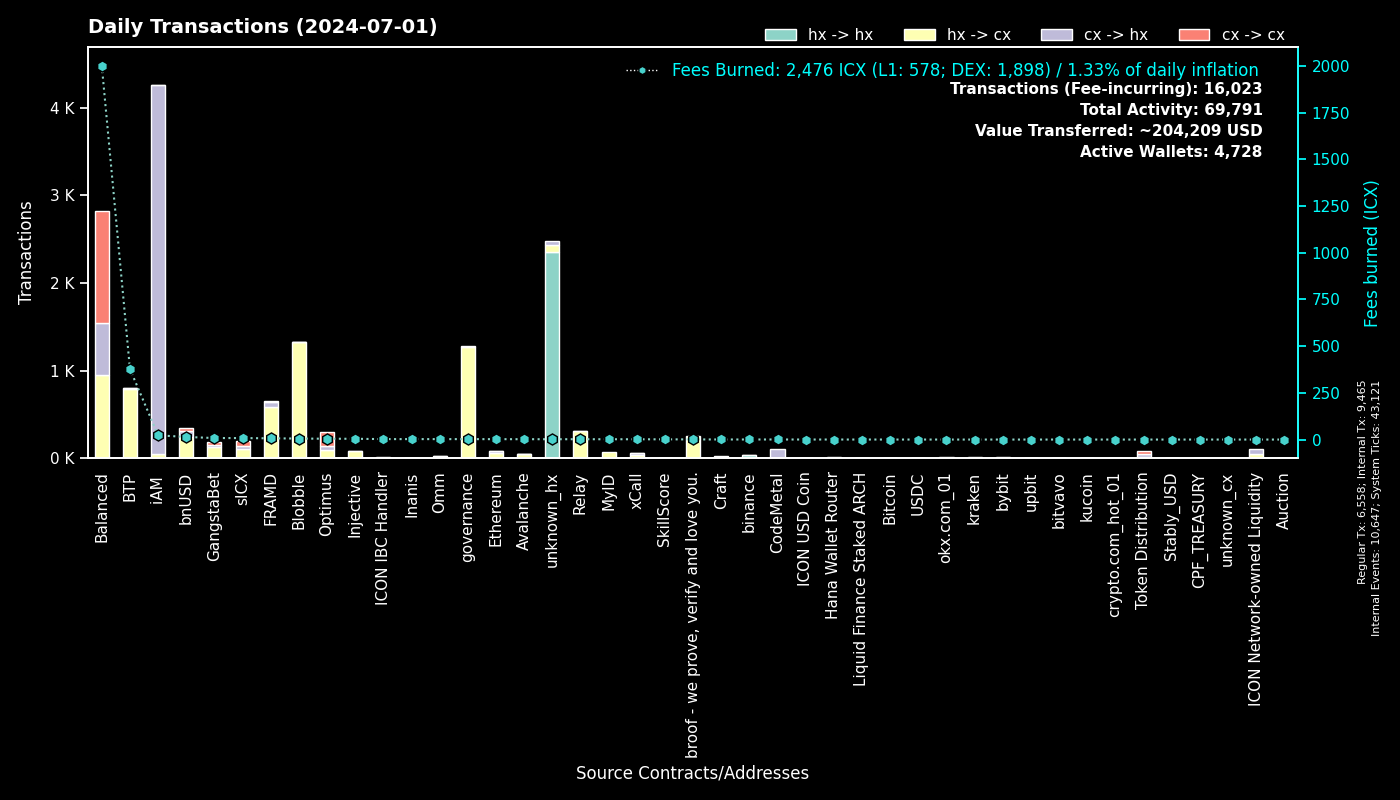 Daily Transactions (2024-07-01)
hx -> hx
hx -> cx
cx -> hx
cx -> cx
Fees Burned: 2,476 ICX (L1: 578; DEX: 1,898) / 1.33% of daily inflation
Transactions (Fee-incurring): 16,023
Total Activity: 69,791
Value Transferred: ~204,209 USD
Active Wallets: 4,728
Transactions
4 K
3 K
2 K
1 K
0 K
2000
1750
1500
1250
1000
750
500
250
0
Fees burned (ICX)
Regular Tx: 6,558; Internal Tx: 9,465
Internal Events: 10,647; System Ticks: 43,121
Balanced
BTP
iAM
bnUSD
GangstaBet
sICX
FRAMD
Blobble
Optimus
Injective
ICON IBC Handler
Inanis
Omm
governance
Ethereum
Avalanche
unknown_hx
Relay
MyID
xCall
SkillScore
broof - we prove, verify and love you.
Craft
binance
CodeMetal
ICON USD Coin
Hana Wallet Router
Liquid Finance Staked ARCH
Bitcoin
USDC
okx.com_01
kraken
bybit
upbit
bitvavo
kucoin
crypto.com_hot_01
Token Distribution
Stably_USD
CPF_TREASURY
unknown_cx
ICON Network-owned Liquidity
Auction
Source Contracts/Addresses